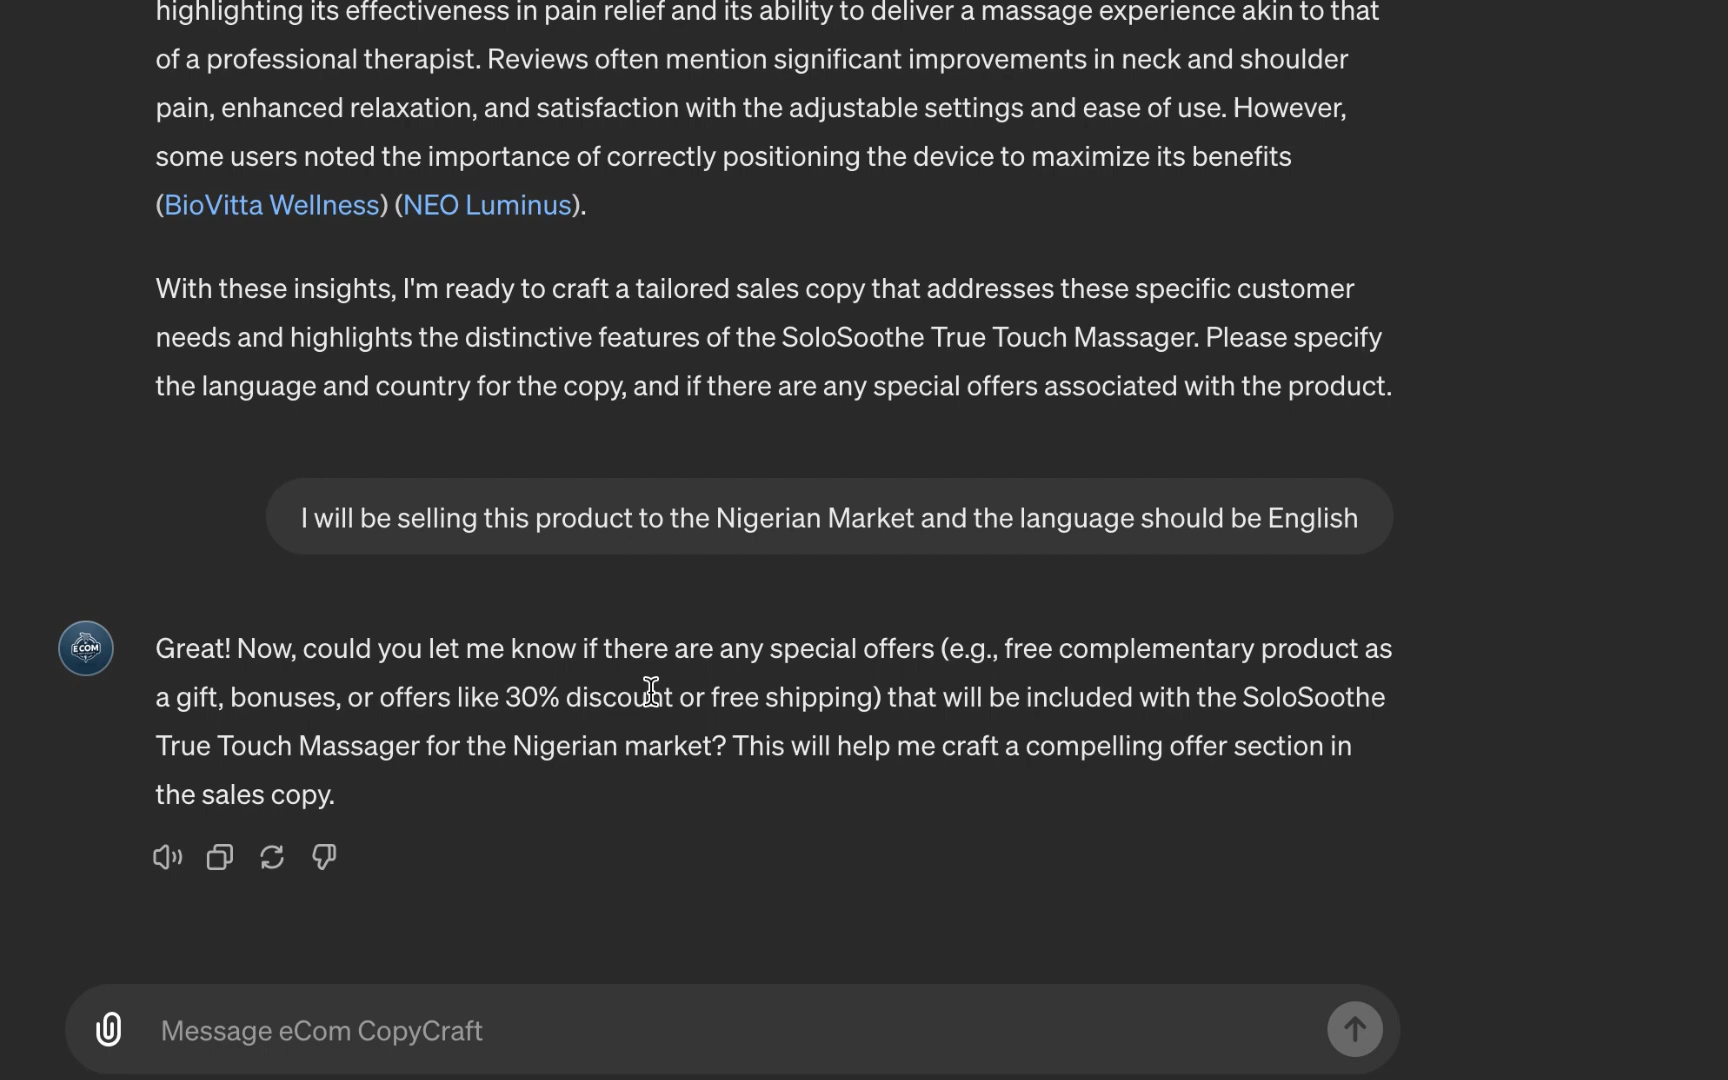 highlighting its effectiveness in pain relief and its ability to deliver a massage experience akin to that
of a professional therapist. Reviews often mention significant improvements in neck and shoulder
pain, enhanced relaxation, and satisfaction with the adjustable settings and ease of use. However,
some users noted the importance of correctly positioning the device to maximize its benefits
(BioVitta Wellness) (NEO Luminus).
With these insights, I'm ready to craft a tailored sales copy that addresses these specific customer
needs and highlights the distinctive features of the SoloSoothe True Touch Massager. Please specify
the language and country for the copy, and if there are any special offers associated with the product.
I will be selling this product to the Nigerian Market and the language should be English
E COM
Great! Now, could you let me know if there are any special offers (e.g., free complementary product as
a gift, bonuses, or offers like 30% discount or free shipping) that will be included with the SoloSoothe
True Touch Massager for the Nigerian market? This will help me craft a compelling offer section in
the sales copy.
Message eCom CopyCraft